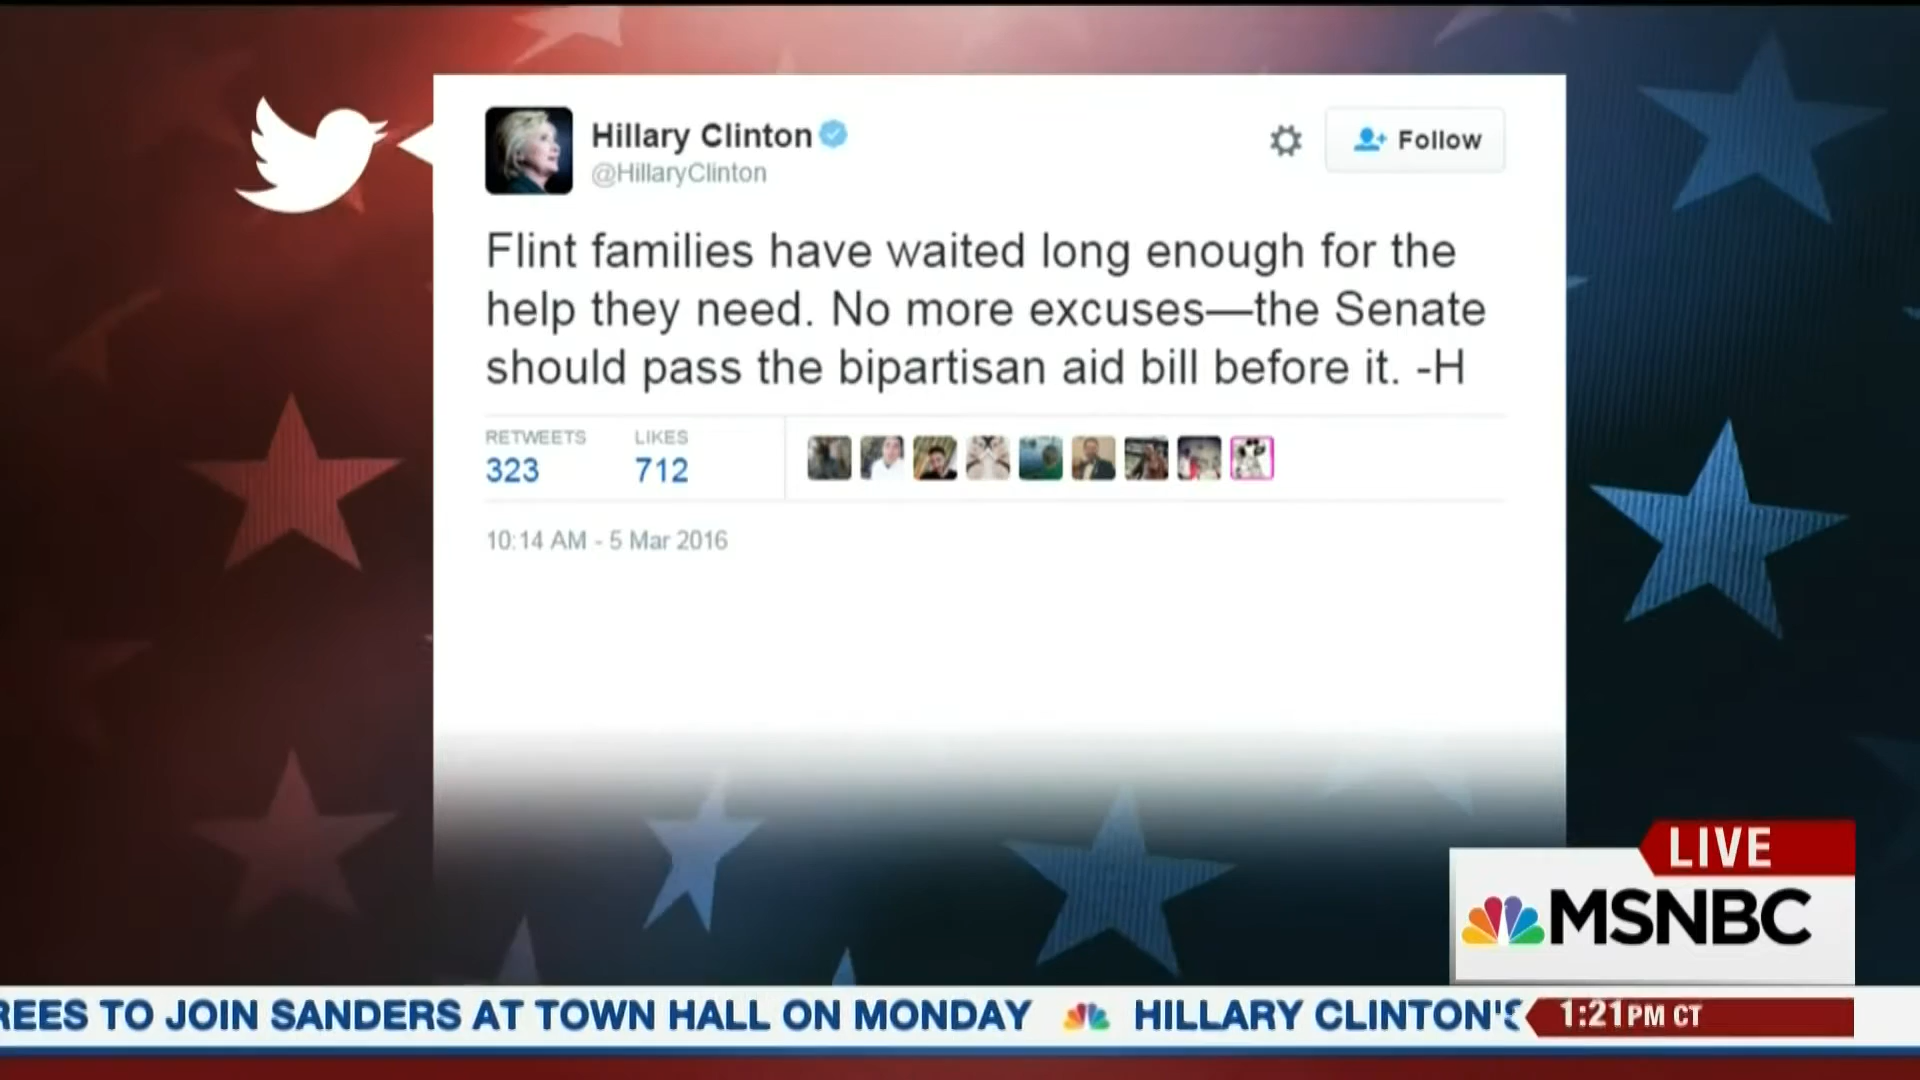 Hillary Clinton
@HillaryClinton
Follow
Flint families have waited long enough for the
help they need. No more excuses—the Senate
should pass the bipartisan aid bill before it. -H
RETWEETS LIKES
323 712
10:14 AM - 5 Mar 2016
LIVE
MSNBC
REES TO JOIN SANDERS AT TOWN HALL ON MONDAY HILLARY CLINTON'S 1:21PM CT